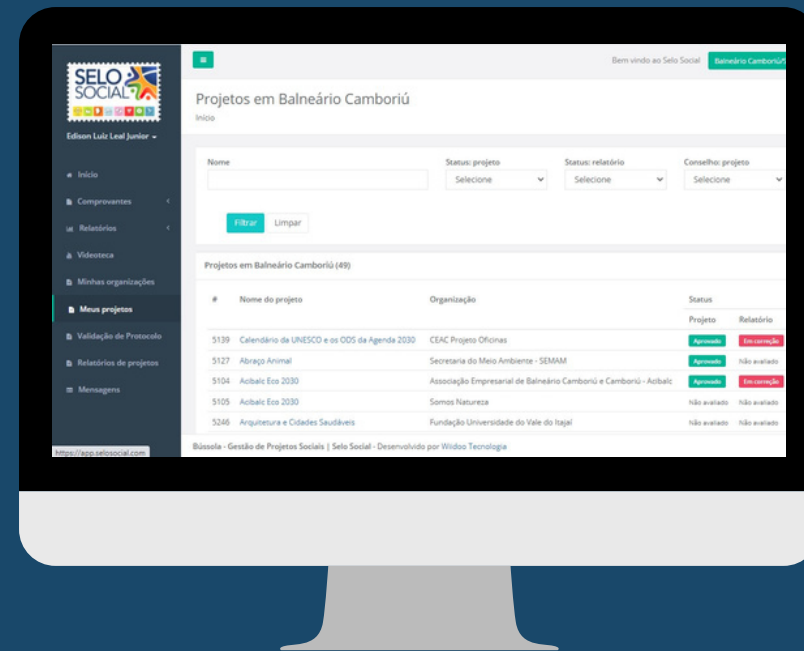 SELO
SOCIAL
Edison Luiz Leal Junior
Início
Comprovantes
Relatórios
Videoteca
Minhas organizações
Meus projetos
Validação de Protocolo
Relatórios de projetos
Mensagens
https://app.selosocial.com
Bem vindo ao Selo Social
Balneário Camboriú/
Projetos em Balneário Camboriú
Início
Nome Status: projeto Status: relatório Conselho: projeto
Selecione Selecione Selecione
Filtrar Limpar
Projetos em Balneário Camboriú (49)
# Nome do projeto Organização Status
Projeto Relatório
5139 Calendário da UNESCO e os ODS da Agenda 2030 CEAC Projeto Oficinas Aprovado Em correção
5127 Abraço Animal Secretaria do Meio Ambiente - SEMAM Aprovado Não avaliado
5104 Acibalc Eco 2030 Associação Empresarial de Balneário Camboriú e Camboriú - Acibalc Aprovado Em correção
5105 Acibalc Eco 2030 Somos Natureza Não avaliado Não avaliado
5246 Arquitetura e Cidades Saudáveis Fundação Universidade do Vale do Itajaí Não avaliado Não avaliado
Bússola - Gestão de Projetos Sociais | Selo Social - Desenvolvido por Wiidoo Tecnologia